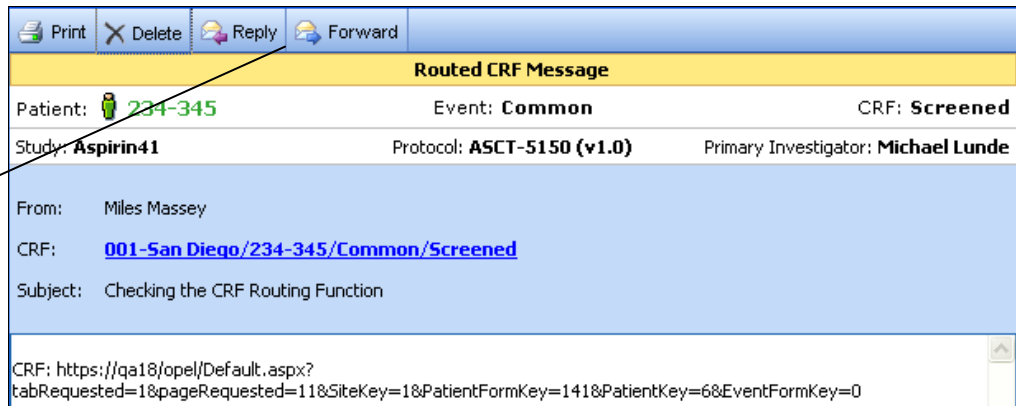 Print Delete Reply Forward
Routed CRF Message
Patient: 234-345 Event: Common CRF: Screened
Study: Aspirin41 Protocol: ASCT-5150 (v1.0) Primary Investigator: Michael Lunde
From: Miles Massey
CRF: 001-San Diego/234-345/Common/Screened
Subject: Checking the CRF Routing Function
CRF: https://qa18/opel/Default.aspx?
tabRequested=1&pageRequested=11&SiteKey=1&PatientFormKey=141&PatientKey=6&EventFormKey=0